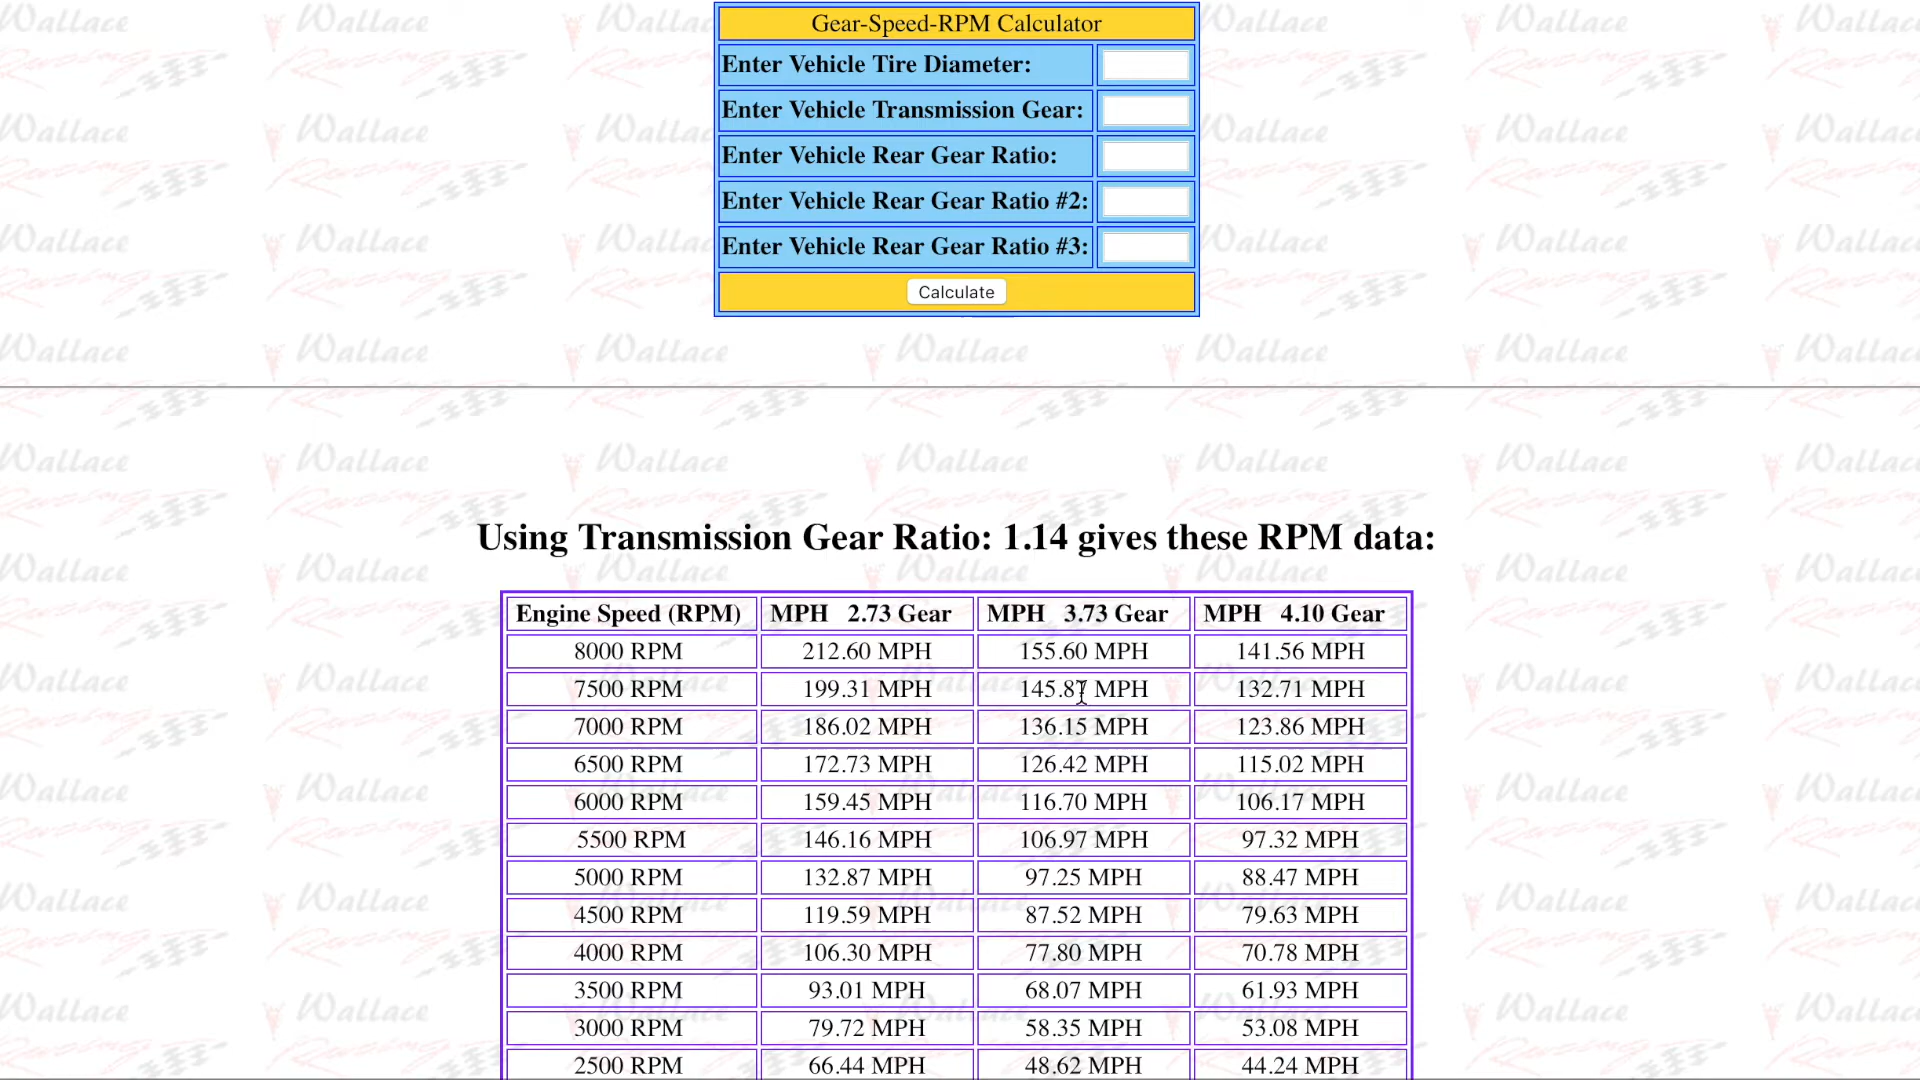 Gear-Speed-RPM Calculator
Enter Vehicle Tire Diameter:
Enter Vehicle Transmission Gear:
Enter Vehicle Rear Gear Ratio:
Enter Vehicle Rear Gear Ratio #2:
Enter Vehicle Rear Gear Ratio #3:
Calculate
Using Transmission Gear Ratio: 1.14 gives these RPM data:
Engine Speed (RPM) MPH 2.73 Gear MPH 3.73 Gear MPH 4.10 Gear
8000 RPM 212.60 MPH 155.60 MPH 141.56 MPH
7500 RPM 199.31 MPH 145.87 MPH 132.71 MPH
7000 RPM 186.02 MPH 136.15 MPH 123.86 MPH
6500 RPM 172.73 MPH 126.42 MPH 115.02 MPH
6000 RPM 159.45 MPH 116.70 MPH 106.17 MPH
5500 RPM 146.16 MPH 106.97 MPH 97.32 MPH
5000 RPM 132.87 MPH 97.25 MPH 88.47 MPH
4500 RPM 119.59 MPH 87.52 MPH 79.63 MPH
4000 RPM 106.30 MPH 77.80 MPH 70.78 MPH
3500 RPM 93.01 MPH 68.07 MPH 61.93 MPH
3000 RPM 79.72 MPH 58.35 MPH 53.08 MPH
2500 RPM 66.44 MPH 48.62 MPH 44.24 MPH
Wallace
Racing